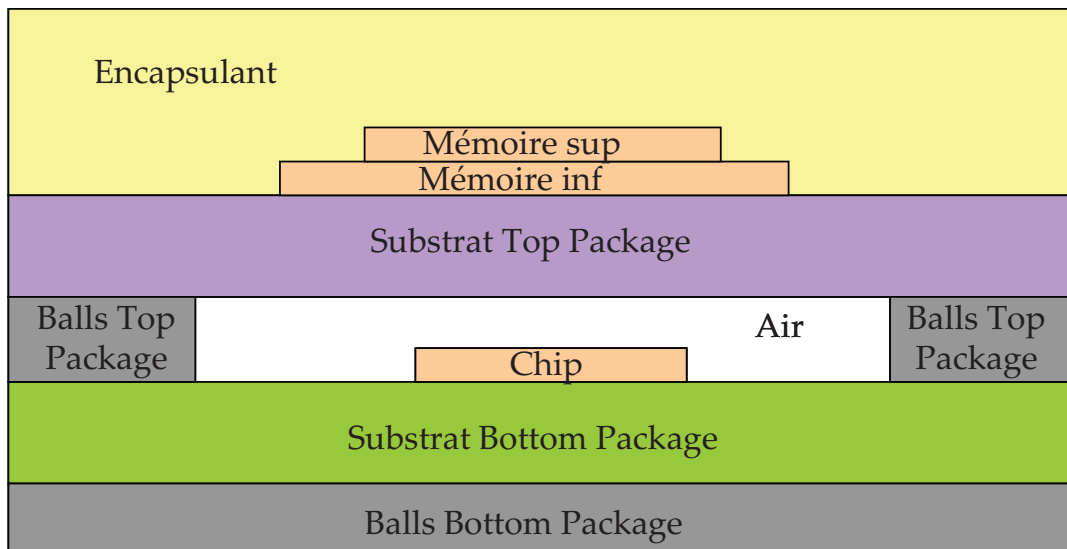 Encapsulant
Mémoire sup
Mémoire inf
Substrat Top Package
Balls Top
Package
Air
Balls Top
Package
Chip
Substrat Bottom Package
Balls Bottom Package